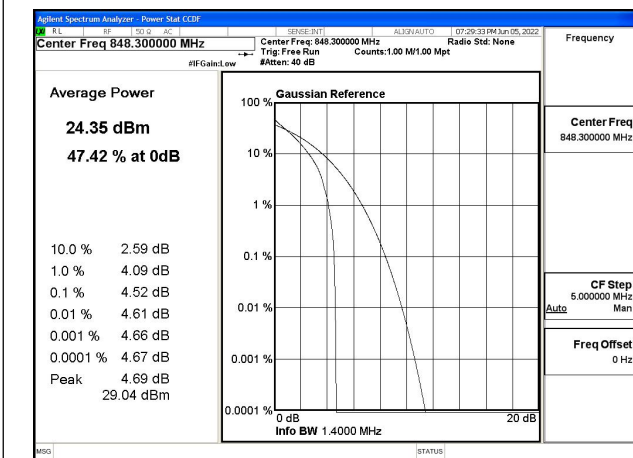 Agilent Spectrum Analyzer - Power Stat CCDF
LXI RL RF 50 Ω AC SENSE:INT ALIGN AUTO 07:29:33 PM Jun 05, 2022
Center Freq 848.300000 MHz
Center Freq: 848.300000 MHz Radio Std: None
Trig: Free Run Counts:1.00 M/1.00 Mpt
#IFGain:Low #Atten: 40 dB
Frequency
Average Power
24.35 dBm
47.42 % at 0dB
10.0 % 2.59 dB
1.0 % 4.09 dB
0.1 % 4.52 dB
0.01 % 4.61 dB
0.001 % 4.66 dB
0.0001 % 4.67 dB
Peak 4.69 dB
29.04 dBm
Gaussian Reference
100 %
10 %
1 %
0.1 %
0.01 %
0.001 %
0.0001 %
0 dB 20 dB
Info BW 1.4000 MHz
Center Freq
848.300000 MHz
CF Step
5.000000 MHz
Auto Man
Freq Offset
0 Hz
MSG STATUS